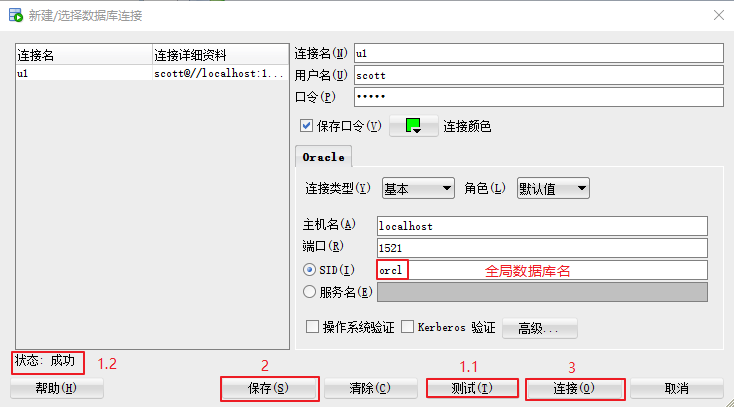 新建/选择数据库连接
连接名 连接详细资料
u1 scott@//localhost:1...
连接名(N) u1
用户名(U) scott
口令(P) •••••
保存口令(V) 连接颜色
Oracle
连接类型(Y) 基本 角色(L) 默认值
主机名(A) localhost
端口(R) 1521
SID(I) orcl 全局数据库名
服务名(E)
操作系统验证 Kerberos 验证 高级...
状态: 成功 1.2
2 1.1 3
帮助(H) 保存(S) 清除(C) 测试(T) 连接(O) 取消